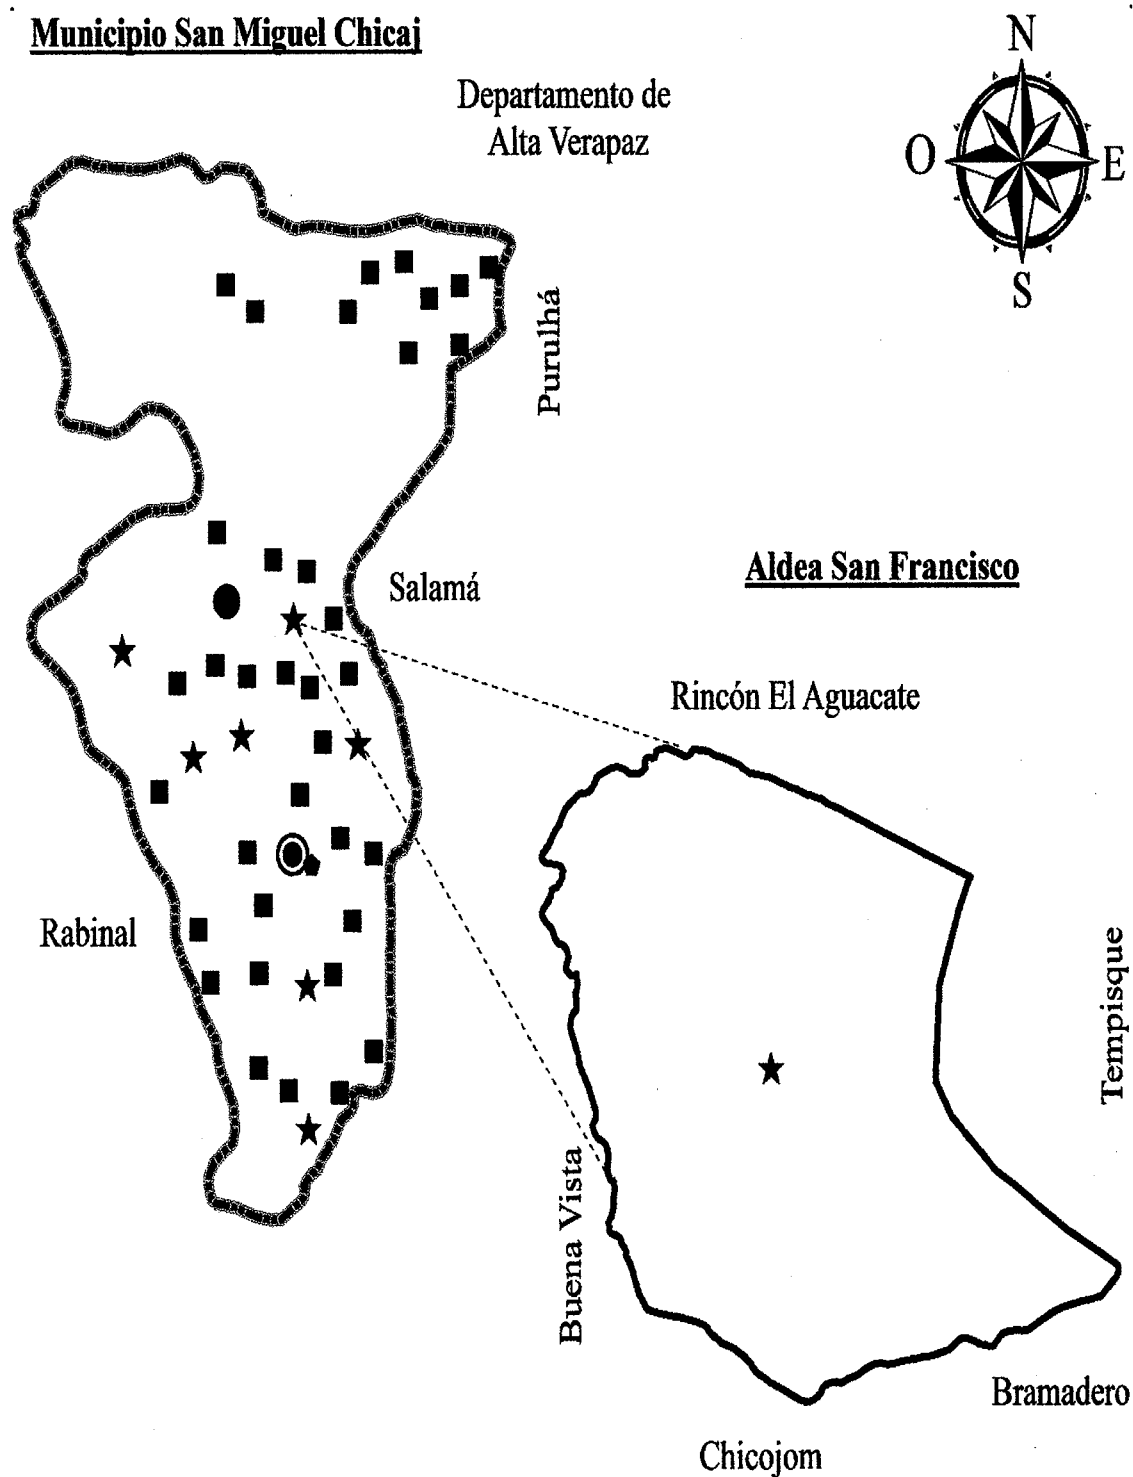 Municipio San Miguel Chicaj
N
Departamento de
Alta Verapaz
O
E
S
Purulhá
Salamá
Aldea San Francisco
Rincón El Aguacate
Rabinal
Tempisque
Buena Vista
Bramadero
Chicojom